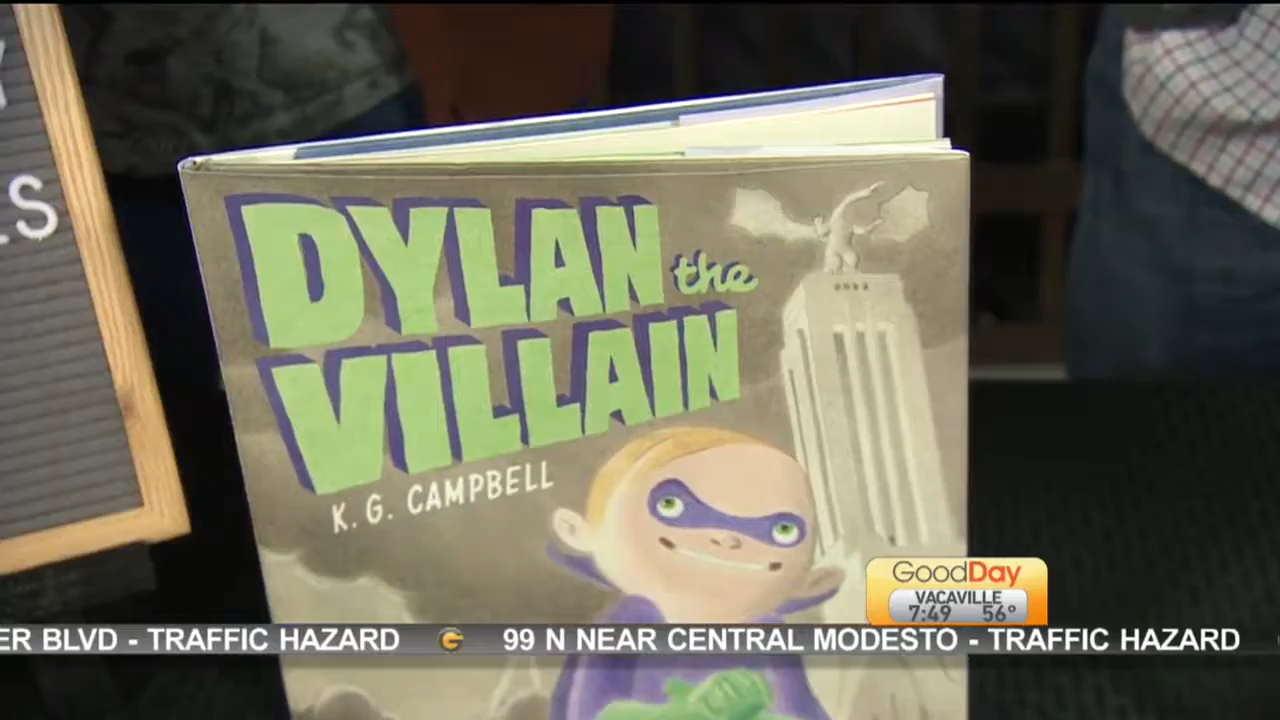 LS
DYLAN the
VILLAIN
K. G. CAMPBELL
GoodDay
VACAVILLE
7:49 56°
ER BLVD - TRAFFIC HAZARD 99 N NEAR CENTRAL MODESTO - TRAFFIC HAZARD